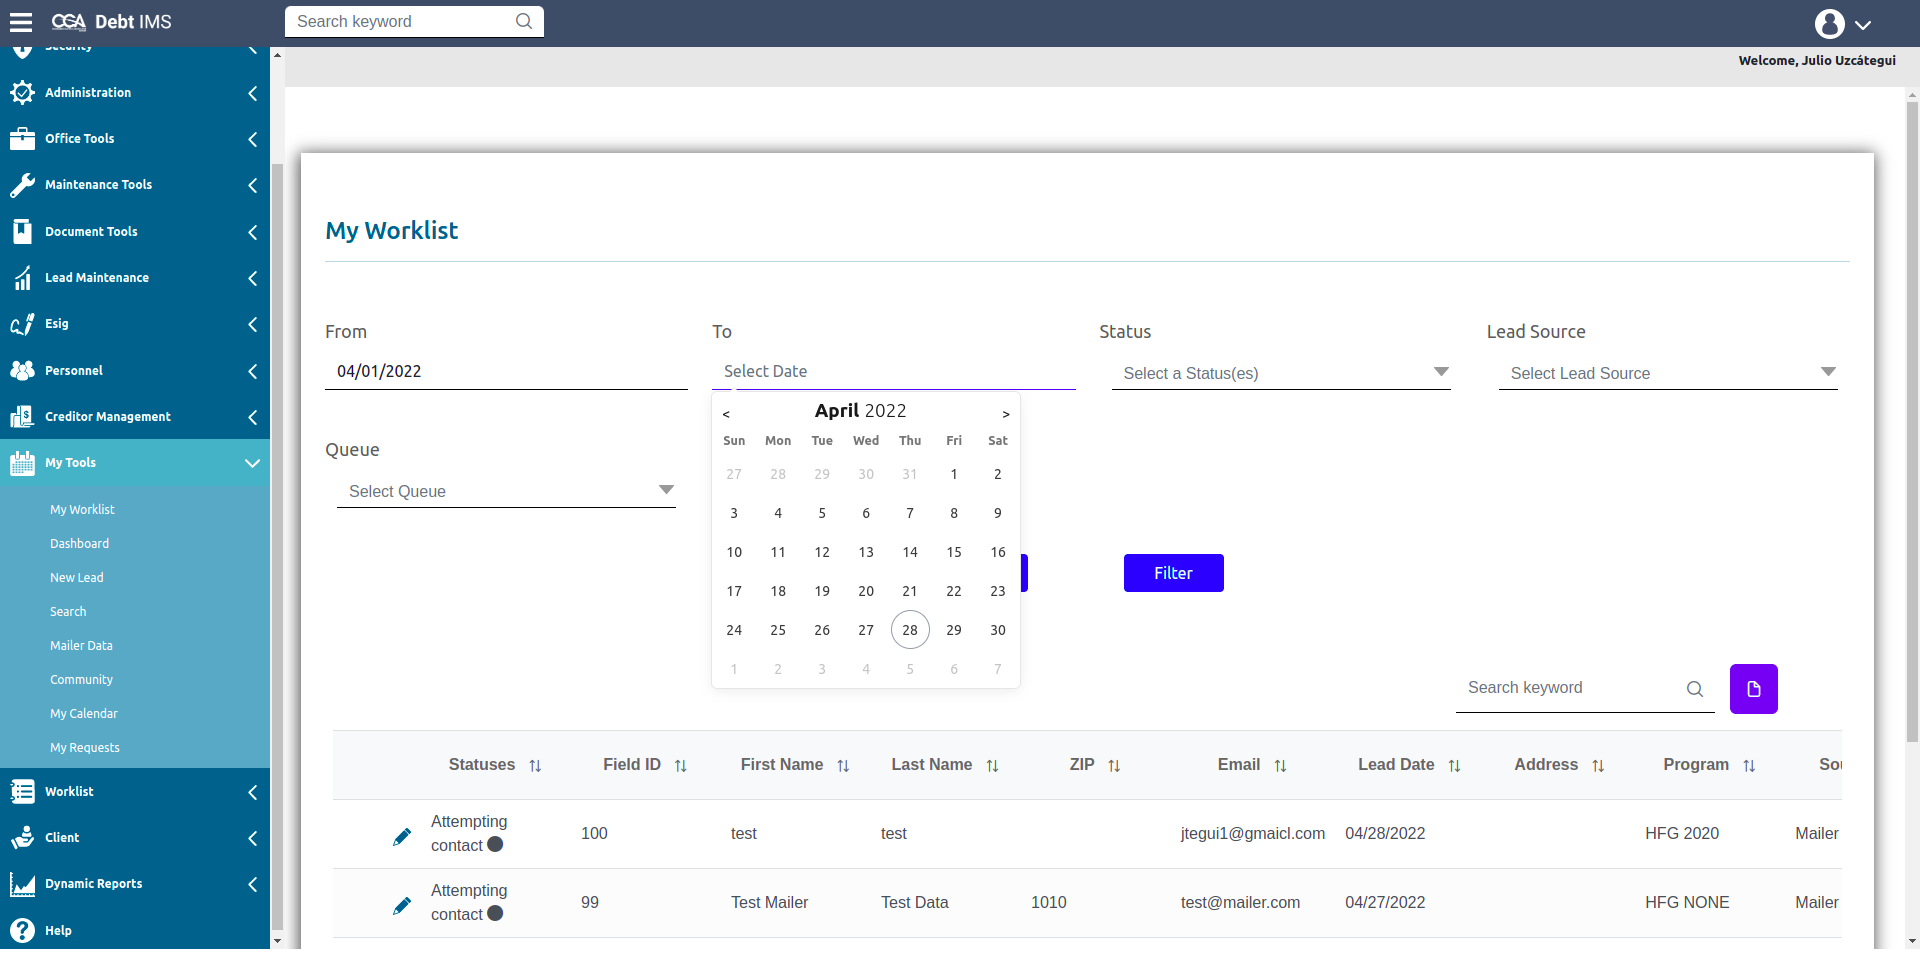 CGA Debt IMS
Search keyword
Welcome, Julio Uzcátegui
Security
Administration
Office Tools
Maintenance Tools
Document Tools
Lead Maintenance
Esig
Personnel
Creditor Management
My Tools
My Worklist
Dashboard
New Lead
Search
Mailer Data
Community
My Calendar
My Requests
Worklist
Client
Dynamic Reports
Help
My Worklist
From
04/01/2022
To
Select Date
Status
Select a Status(es)
Lead Source
Select Lead Source
Queue
Select Queue
< April 2022 >
Sun Mon Tue Wed Thu Fri Sat
27 28 29 30 31 1 2
3 4 5 6 7 8 9
10 11 12 13 14 15 16
17 18 19 20 21 22 23
24 25 26 27 28 29 30
1 2 3 4 5 6 7
Filter
Search keyword
Statuses Field ID First Name Last Name ZIP Email Lead Date Address Program Sou
Attempting
contact 100 test test jtegui1@gmaicl.com 04/28/2022 HFG 2020 Mailer
Attempting
contact 99 Test Mailer Test Data 1010 test@mailer.com 04/27/2022 HFG NONE Mailer